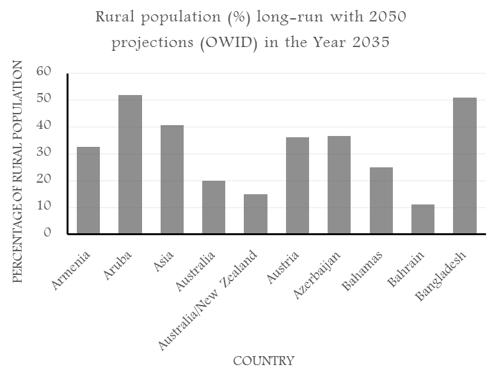 Rural population (%) long-run with 2050
projections (OWID) in the Year 2035
PERCENTAGE OF RURAL POPULATION
60
50
40
30
20
10
0
Armenia
Aruba
Asia
Australia
Australia/New Zealand
Austria
Azerbaijan
Bahamas
Bahrain
Bangladesh
COUNTRY